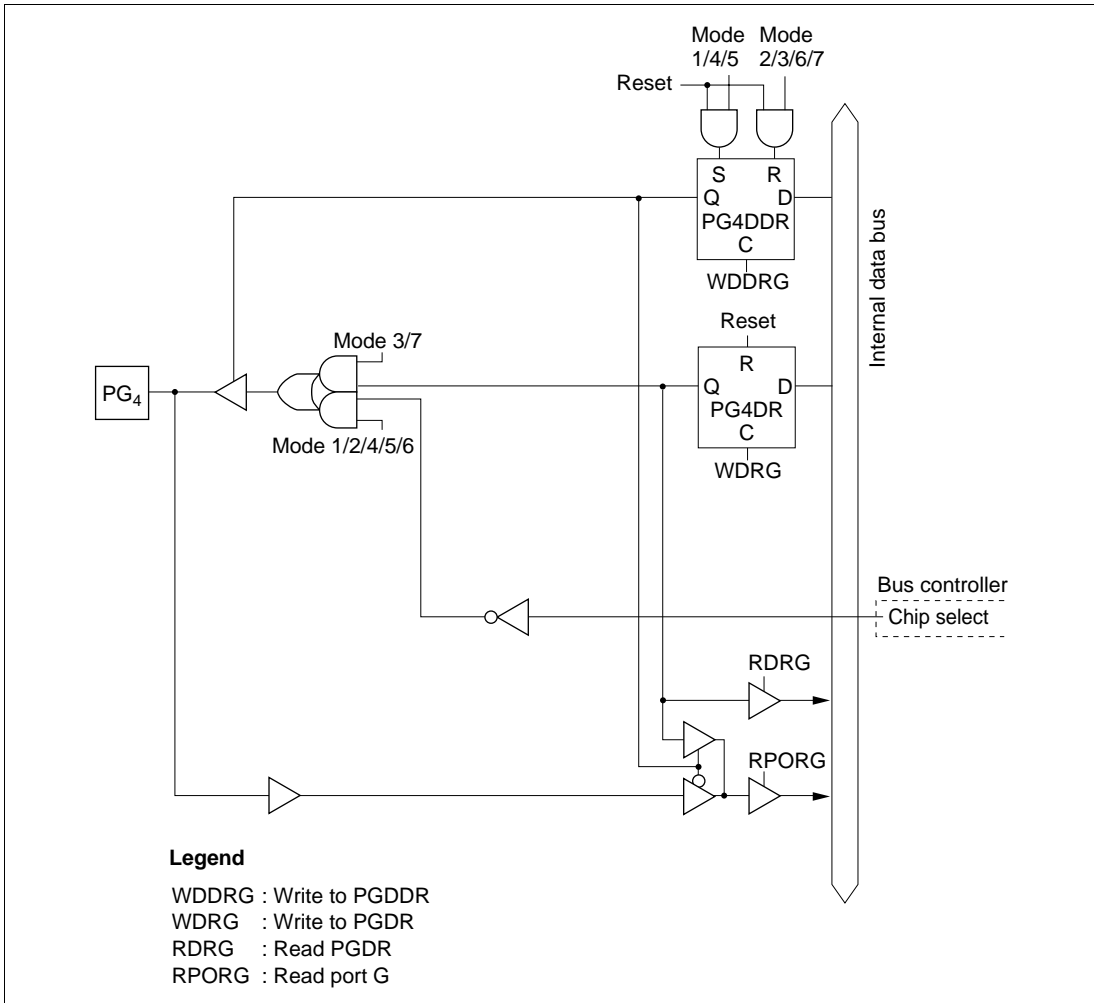 Mode Mode
1/4/5 2/3/6/7
Reset
S R
Q D
PG4DDR
C
WDDRG
Internal data bus
Reset
Mode 3/7
R
PG4 Q D
PG4DR
C
Mode 1/2/4/5/6
WDRG
Bus controller
Chip select
RDRG
RPORG
Legend
WDDRG : Write to PGDDR
WDRG : Write to PGDR
RDRG : Read PGDR
RPORG : Read port G